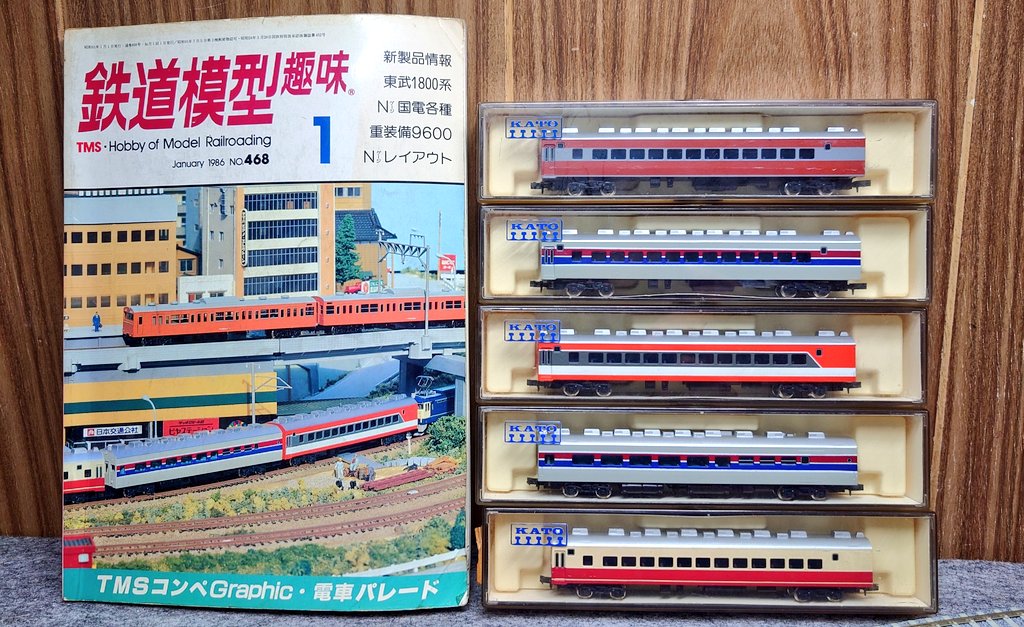 鉄道模型趣味®
TMS・Hobby of Model Railroading
January 1986 NO.468
1
新製品情報
東武1800系
Nゲージ国電各種
重装備9600
Nゲージレイアウト
日本交通公社
TMSコンペGraphic・電車パレード
KATO
KATO
KATO
KATO
KATO